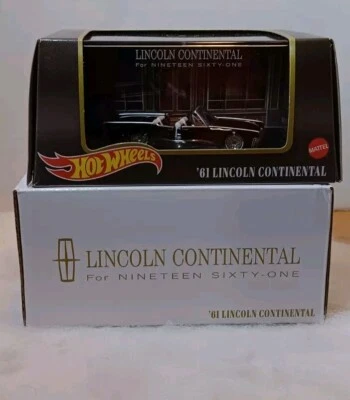 LINCOLN CONTINENTAL
For NINETEEN SIXTY-ONE
HOT WHEELS
MATTEL
'61 LINCOLN CONTINENTAL
LINCOLN CONTINENTAL
For NINETEEN SIXTY-ONE
'61 LINCOLN CONTINENTAL